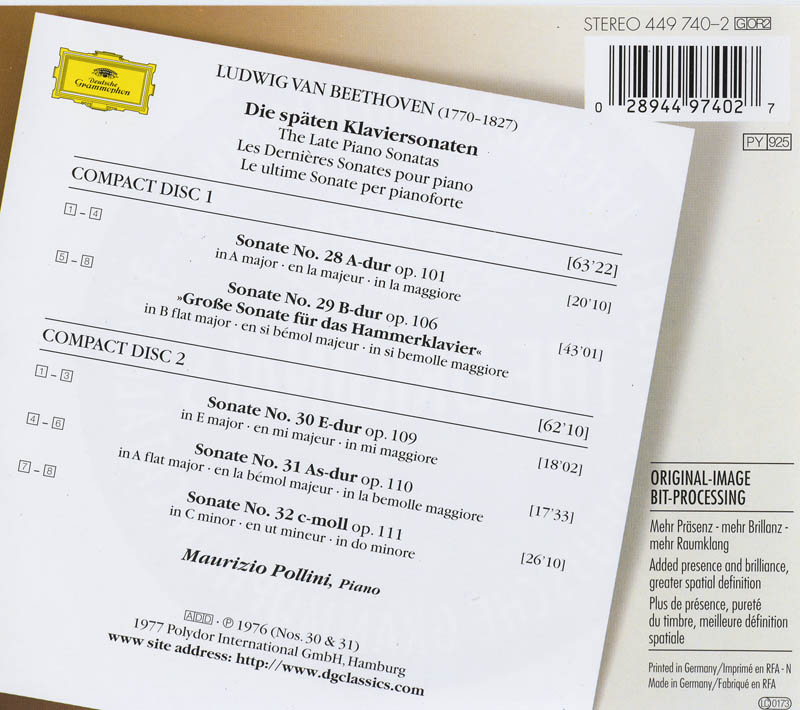 STEREO 449 740-2 GOR2
0 28944 97402 7
PY 925
Deutsche
Grammophon
LUDWIG VAN BEETHOVEN (1770-1827)
Die späten Klaviersonaten
The Late Piano Sonatas
Les Dernières Sonates pour piano
Le ultime Sonate per pianoforte
COMPACT DISC 1 [63'22]
1 - 4 Sonate No. 28 A-dur op. 101 [20'10]
in A major · en la majeur · in la maggiore
5 - 8 Sonate No. 29 B-dur op. 106 [43'01]
»Große Sonate für das Hammerklavier«
in B flat major · en si bémol majeur · in si bemolle maggiore
COMPACT DISC 2 [62'10]
1 - 3 Sonate No. 30 E-dur op. 109 [18'02]
in E major · en mi majeur · in mi maggiore
4 - 6 Sonate No. 31 As-dur op. 110 [17'33]
in A flat major · en la bémol majeur · in la bemolle maggiore
7 - 8 Sonate No. 32 c-moll op. 111 [26'10]
in C minor · en ut mineur · in do minore
Maurizio Pollini, Piano
ADD · ℗ 1976 (Nos. 30 & 31)
1977 Polydor International GmbH, Hamburg
www site address: http://www.dgclassics.com
ORIGINAL-IMAGE
BIT-PROCESSING
Mehr Präsenz - mehr Brillanz -
mehr Raumklang
Added presence and brilliance,
greater spatial definition
Plus de présence, pureté
du timbre, meilleure définition
spatiale
Printed in Germany/Imprimé en RFA - N
Made in Germany/Fabriqué en RFA
LC 0173